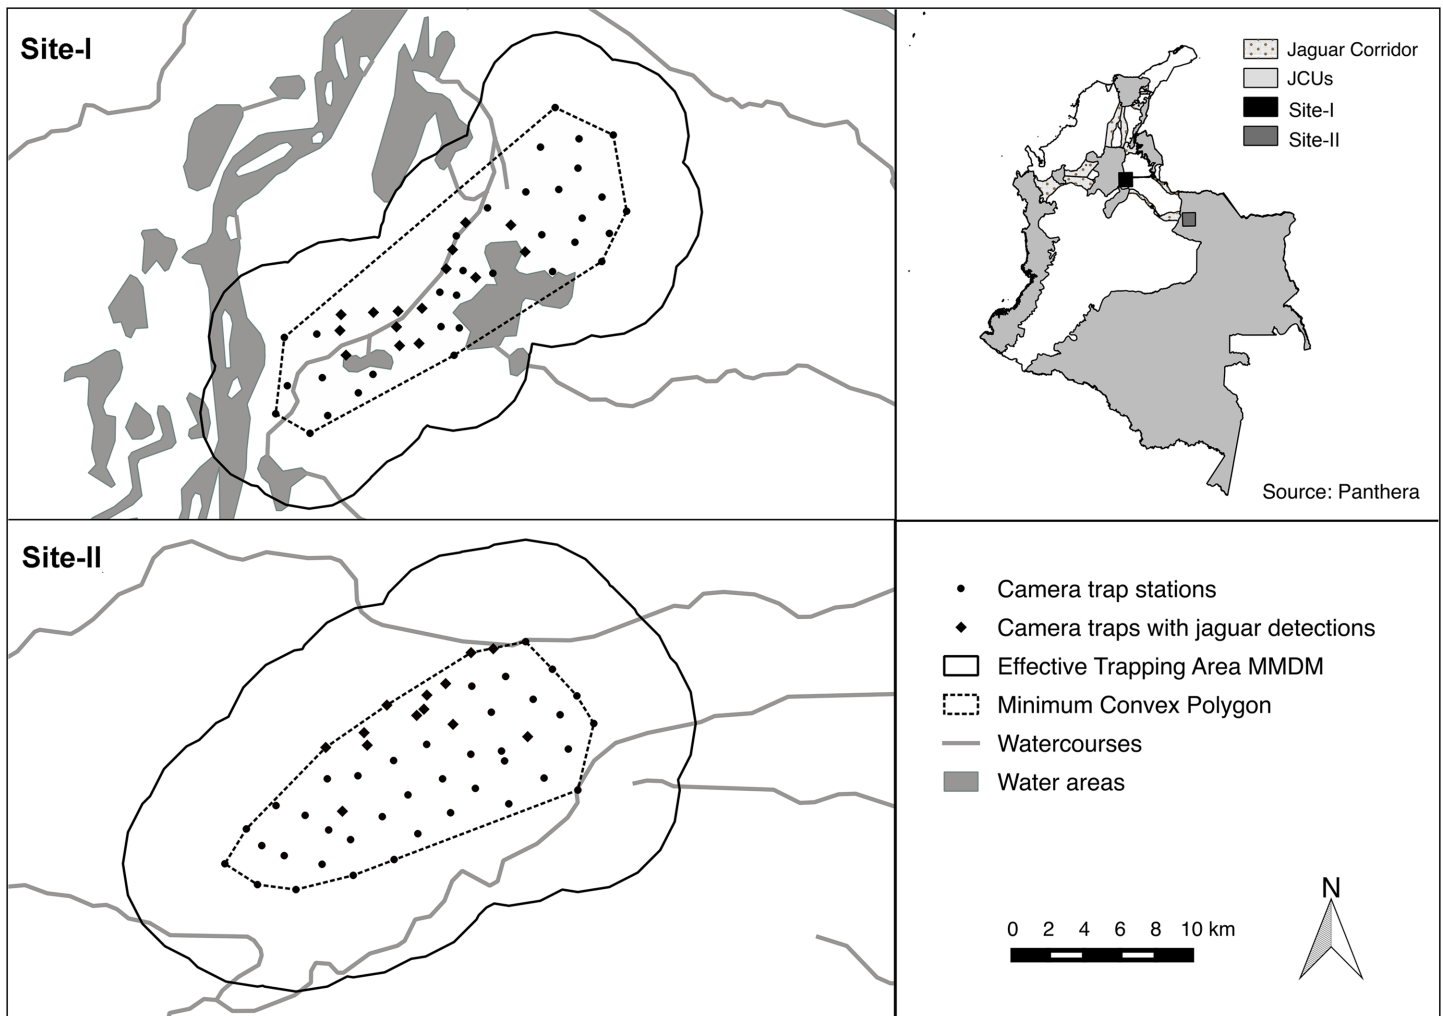 Site-I
Jaguar Corridor
JCUs
Site-I
Site-II
Source: Panthera
Site-II
Camera trap stations
Camera traps with jaguar detections
Effective Trapping Area MMDM
Minimum Convex Polygon
Watercourses
Water areas
N
0 2 4 6 8 10 km